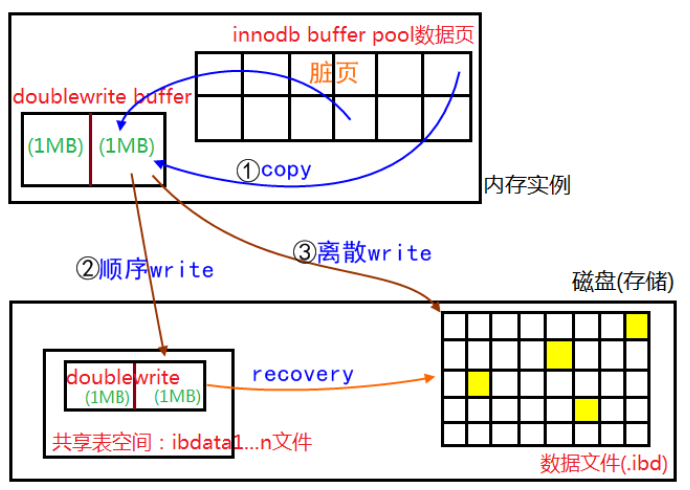 innodb buffer pool数据页
脏页
doublewrite buffer
(1MB) (1MB)
①copy
内存实例
③离散write
②顺序write
磁盘(存储)
doublewrite
(1MB) (1MB)
recovery
共享表空间：ibdata1...n文件
数据文件(.ibd)